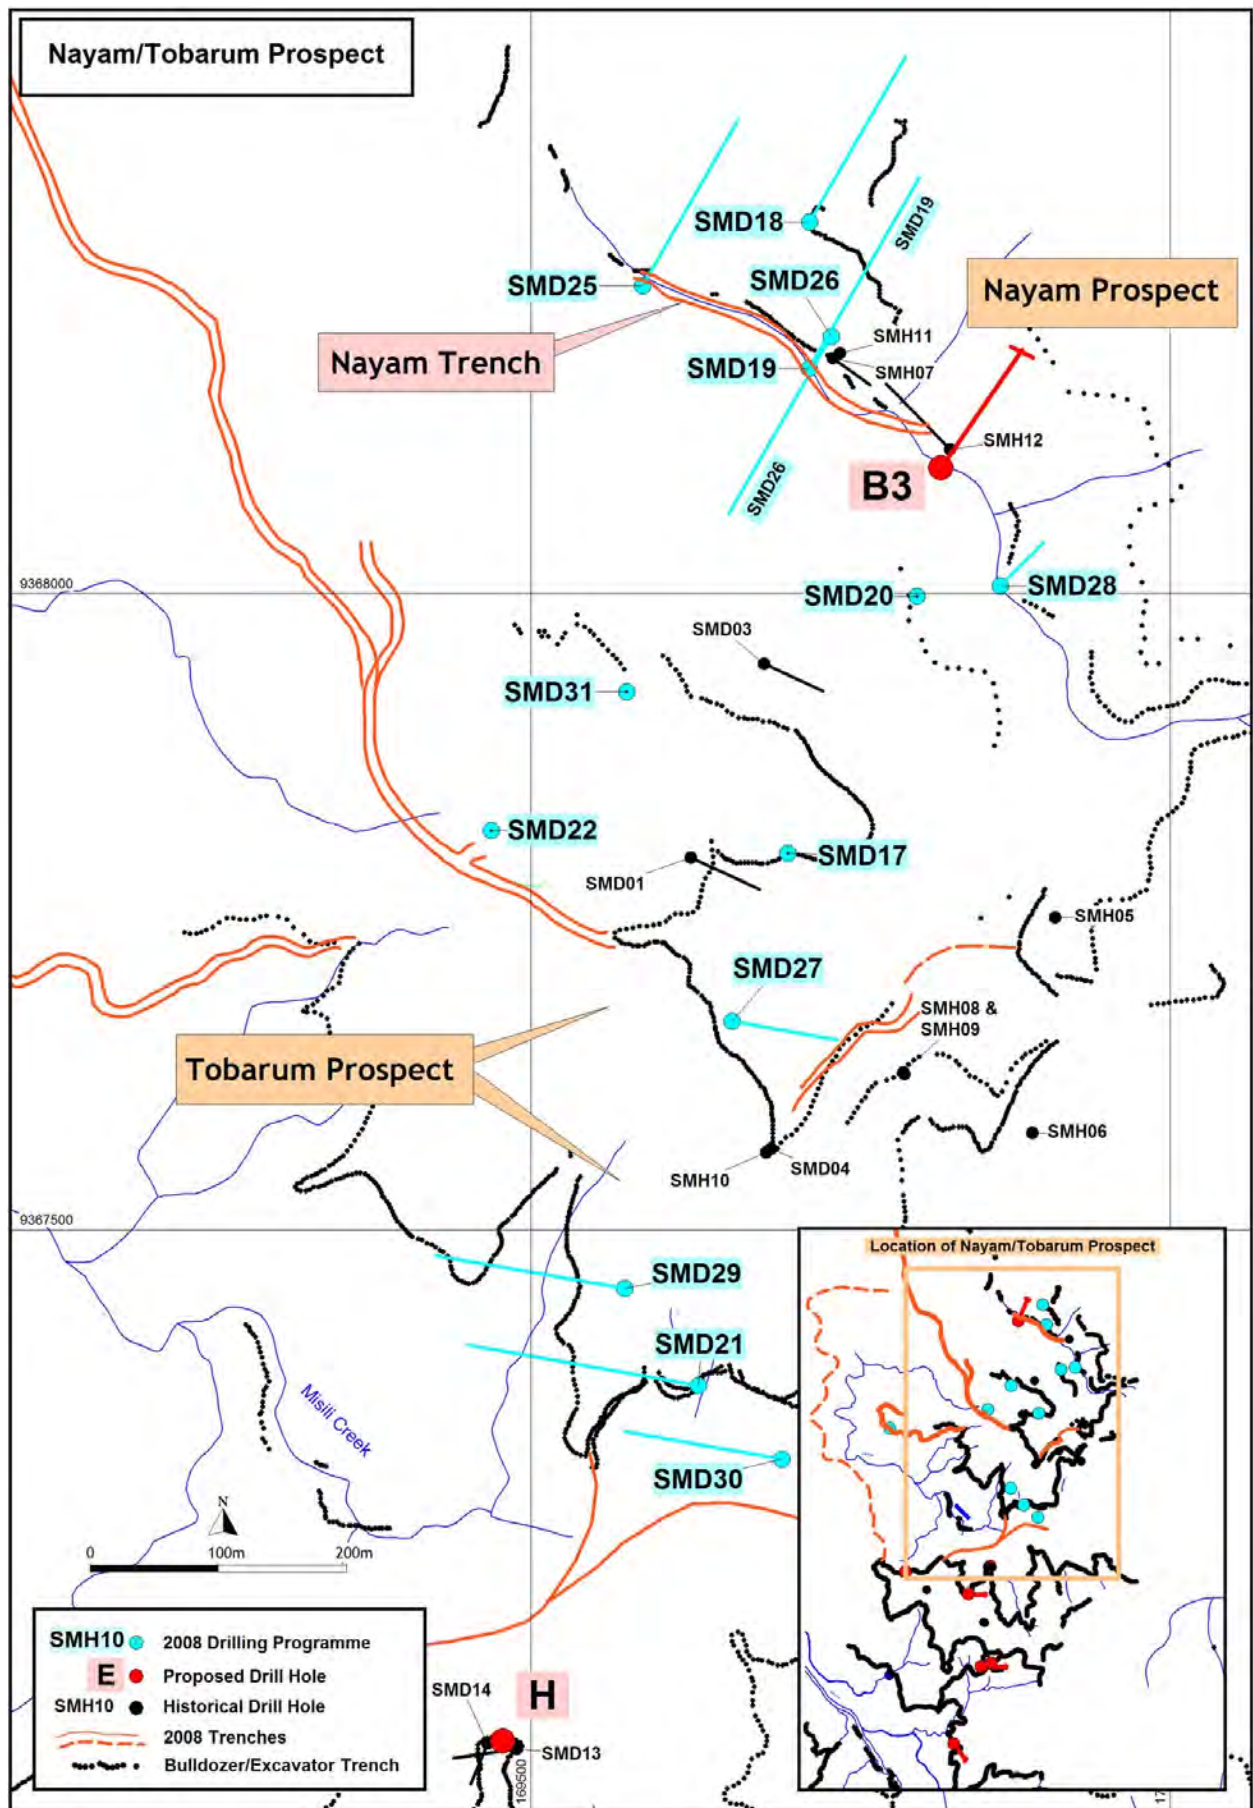 Nayam/Tobarum Prospect
SMD18
SMD19
SMD25
SMD26
Nayam Prospect
SMH11
Nayam Trench
SMD19
SMH07
SMH12
B3
SMD26
9368000
SMD20
SMD28
SMD03
SMD31
SMD22
SMD17
SMD01
SMH05
SMD27
SMH08 &
SMH09
Tobarum Prospect
SMH06
SMH10
SMD04
9367500
Location of Nayam/Tobarum Prospect
SMD29
SMD21
Misili Creek
SMD30
N
0
100m
200m
SMH10
2008 Drilling Programme
E
Proposed Drill Hole
SMH10
Historical Drill Hole
2008 Trenches
Bulldozer/Excavator Trench
SMD14
H
SMD13
169500